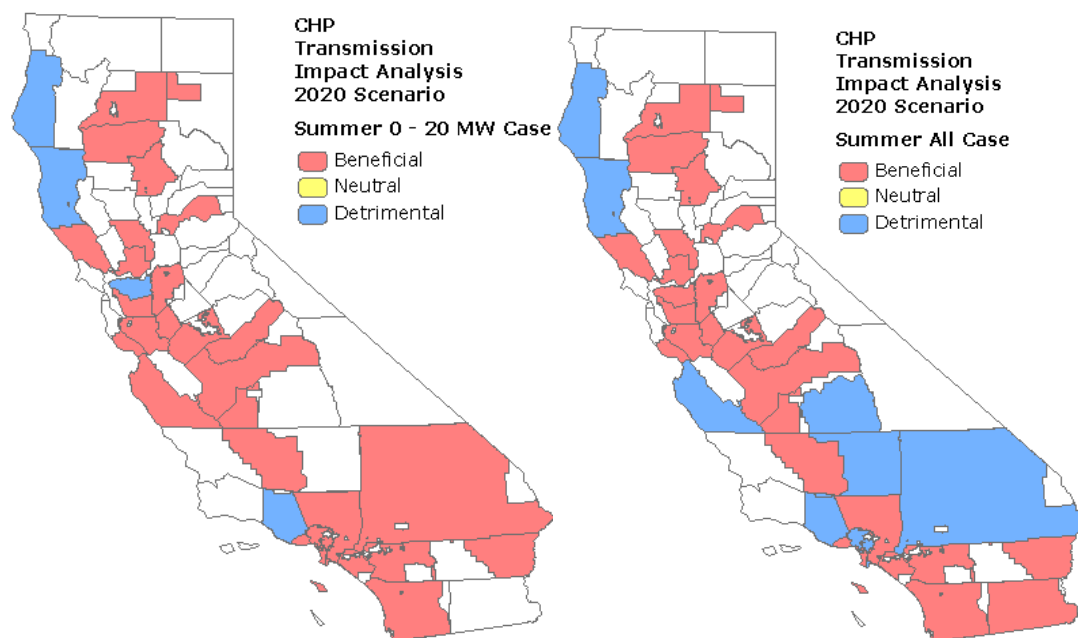 CHP
Transmission
Impact Analysis
2020 Scenario
Summer 0 - 20 MW Case
Beneficial
Neutral
Detrimental
CHP
Transmission
Impact Analysis
2020 Scenario
Summer All Case
Beneficial
Neutral
Detrimental